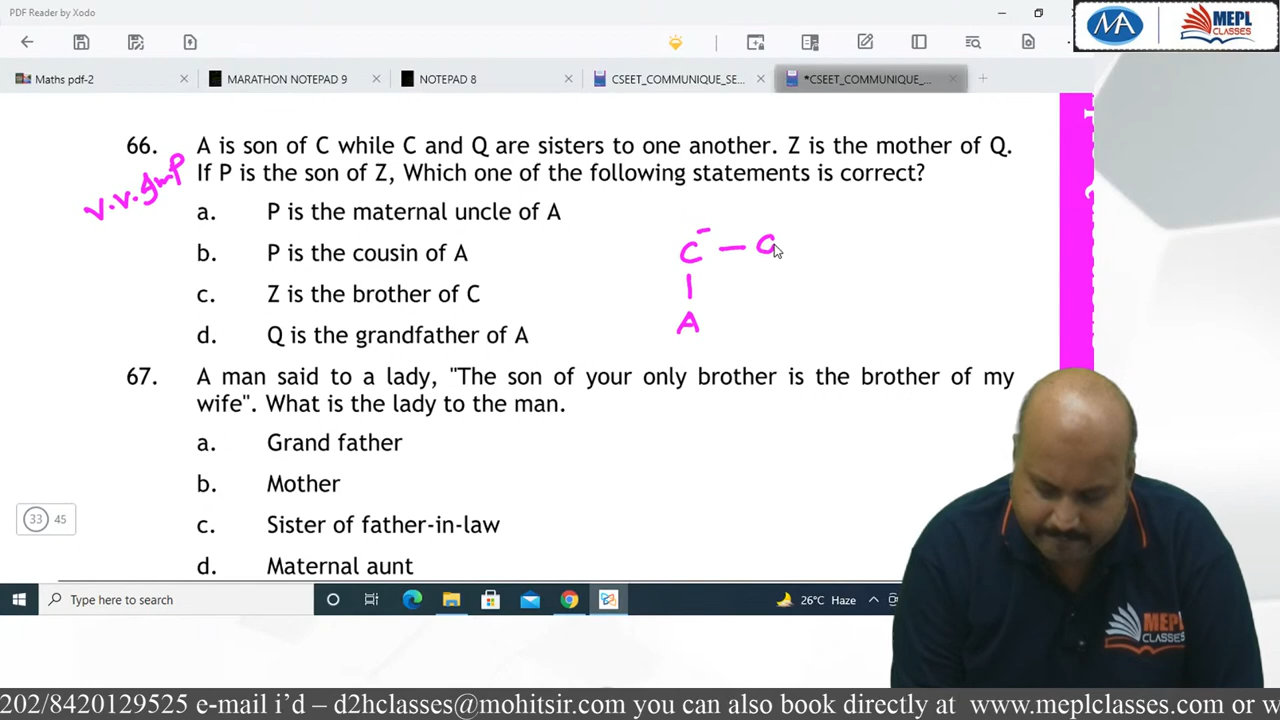 PDF Reader by Xodo
MA
MEPL
CLASSES
Maths pdf-2
MARATHON NOTEPAD 9
NOTEPAD 8
CSEET_COMMUNIQUE_SE...
*CSEET_COMMUNIQUE_...
66. A is son of C while C and Q are sisters to one another. Z is the mother of Q.
If P is the son of Z, Which one of the following statements is correct?
V.V.ImP
a. P is the maternal uncle of A
b. P is the cousin of A
c. Z is the brother of C
d. Q is the grandfather of A
C - Q
A
67. A man said to a lady, "The son of your only brother is the brother of my
wife". What is the lady to the man.
a. Grand father
b. Mother
c. Sister of father-in-law
d. Maternal aunt
33 45
Type here to search
26°C Haze
MEPL
CLASSES
202/8420129525 e-mail i'd – d2hclasses@mohitsir.com you can also book directly at www.meplclasses.com or w